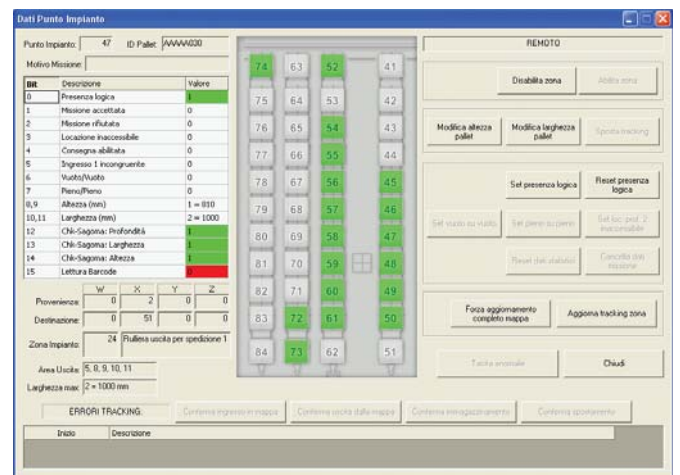 Dati Punto Impianto
Punto Impianto: 47 ID Pallet: AAAAA030
Motivo Missione:
REMOTO
Bit Descrizione Valore
0 Presenza logica 1
1 Missione accettata 0
2 Missione rifiutata 0
3 Locazione inaccessibile 0
4 Consegna abilitata 0
5 Ingresso 1 incongruente 0
6 Vuoto/Vuoto 0
7 Pieno/Pieno 0
8,9 Altezza (mm) 1 = 810
10,11 Larghezza (mm) 2 = 1000
12 Chk-Sagoma: Profondità 1
13 Chk-Sagoma: Larghezza 1
14 Chk-Sagoma: Altezza 1
15 Lettura Barcode 0
W X Y Z
Provenienza: 0 2 0 0
Destinazione: 0 51 0 0
Zona Impianto: 24 Rulliera uscita per spedizione 1
Area Uscita: 5, 8, 9, 10, 11
Larghezza max: 2 = 1000 mm
74 63 52 41
75 64 53 42
76 65 54 43
77 66 55 44
78 67 56 45
79 68 57 46
80 69 58 47
81 70 59 48
82 71 60 49
83 72 61 50
84 73 62 51
Disabilita zona Abilita zona
Modifica altezza pallet
Modifica larghezza pallet
Sposta tracking
Set presenza logica
Reset presenza logica
Set vuoto su vuoto Set pieno su pieno
Set loc. prof. 2 inaccessibile
Reset dati statistici
Cancella dati missione
Forza aggiornamento completo mappa
Aggiorna tracking zona
Tacita anomalie Chiudi
ERRORI TRACKING: Conferma ingresso in mappa Conferma uscita dalla mappa Conferma immagazzinamento Conferma spostamento
Inizio Descrizione